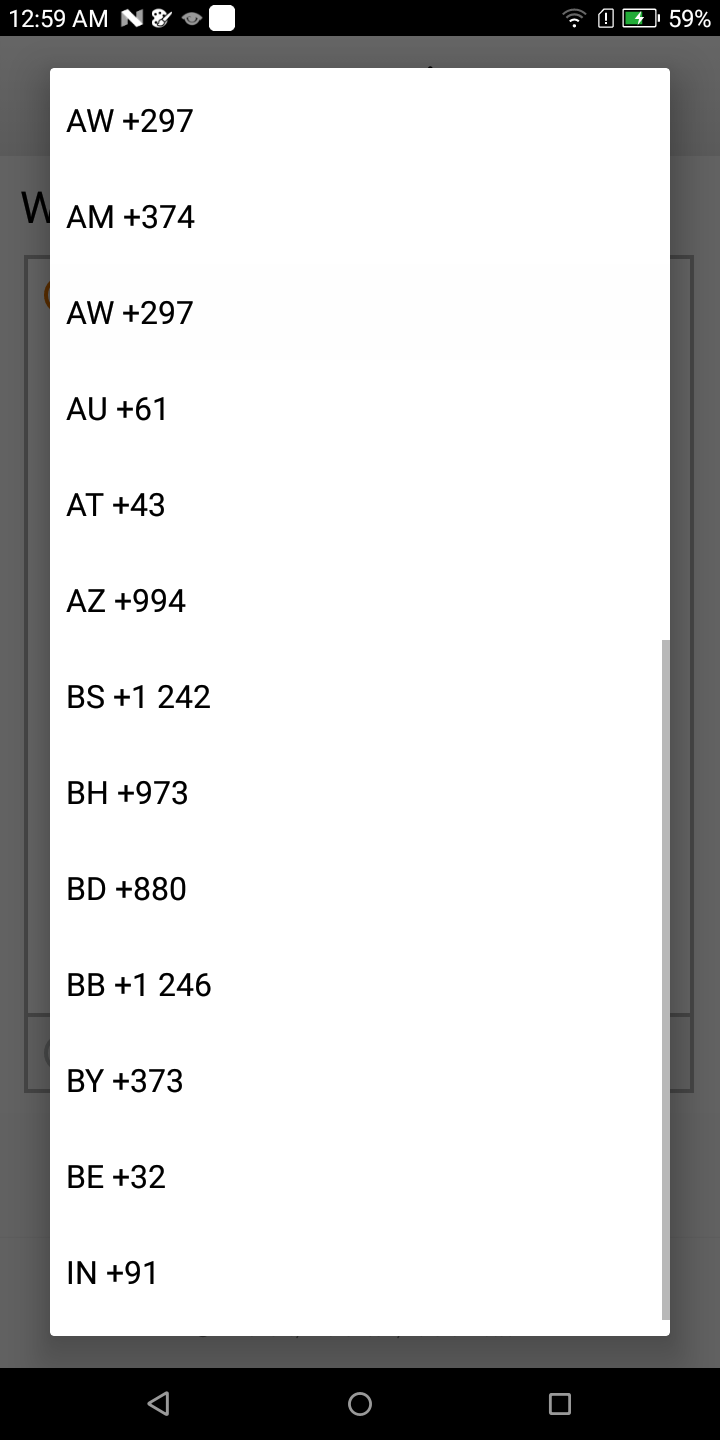 12:59 AM
59%
AW +297
AM +374
W
AW +297
AU +61
AT +43
AZ +994
BS +1 242
BH +973
BD +880
BB +1 246
BY +373
BE +32
IN +91